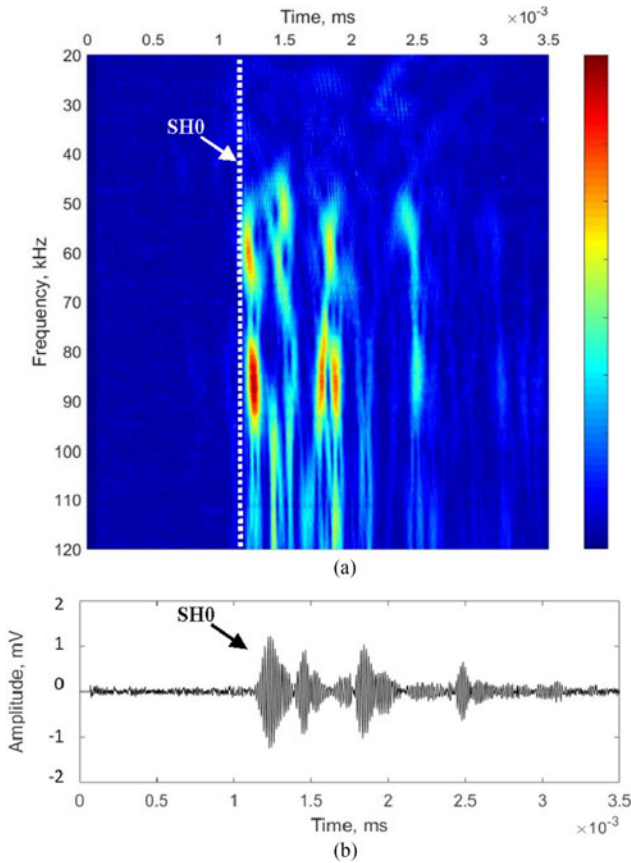 Time, ms ×10⁻³
0 0.5 1 1.5 2 2.5 3 3.5
20
30
SH0
40
50
60
70
80
90
100
110
120
Frequency, kHz
(a)
2
SH0
1
0
-1
-2
Amplitude, mV
0 0.5 1 1.5 2 2.5 3 3.5
Time, ms ×10⁻³
(b)